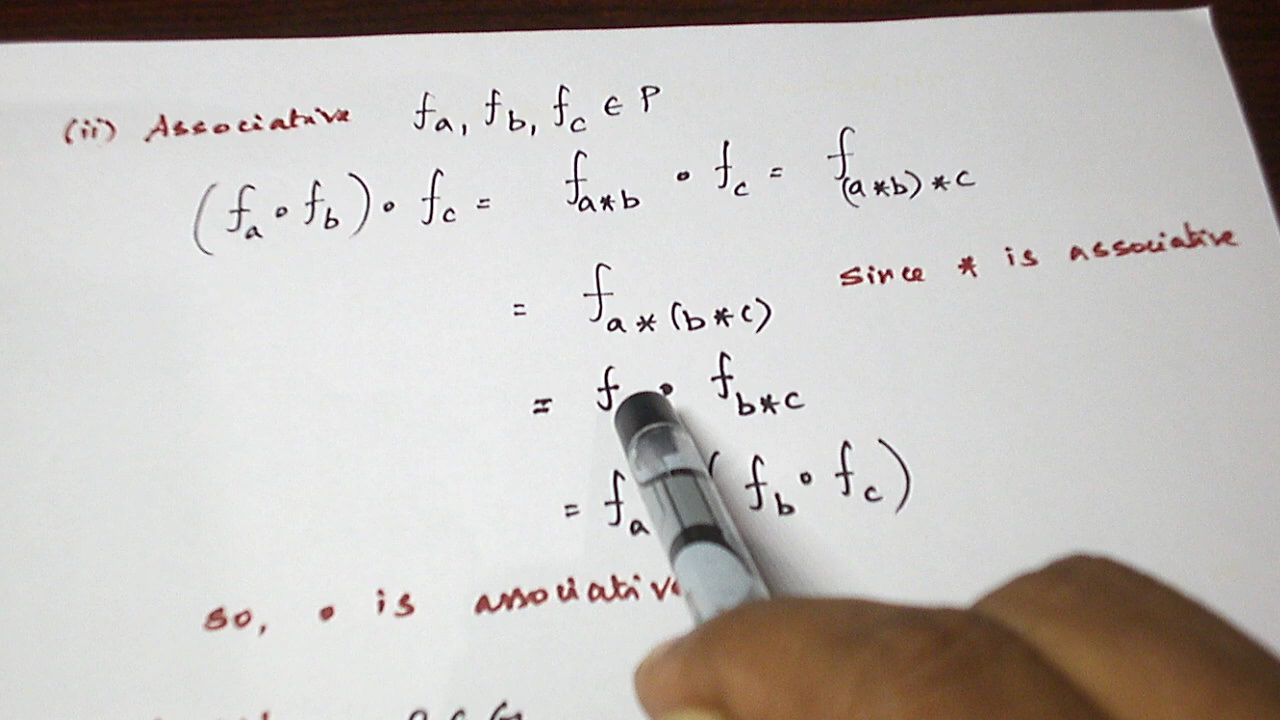 (ii) Associative f_a, f_b, f_c ∈ P
(f_a ∘ f_b) ∘ f_c = f_{a*b} ∘ f_c = f_{(a*b)*c}
= f_{a*(b*c)} since * is associative
= f ∘ f_{b*c}
= f_a ( f_b ∘ f_c )
so, ∘ is associative